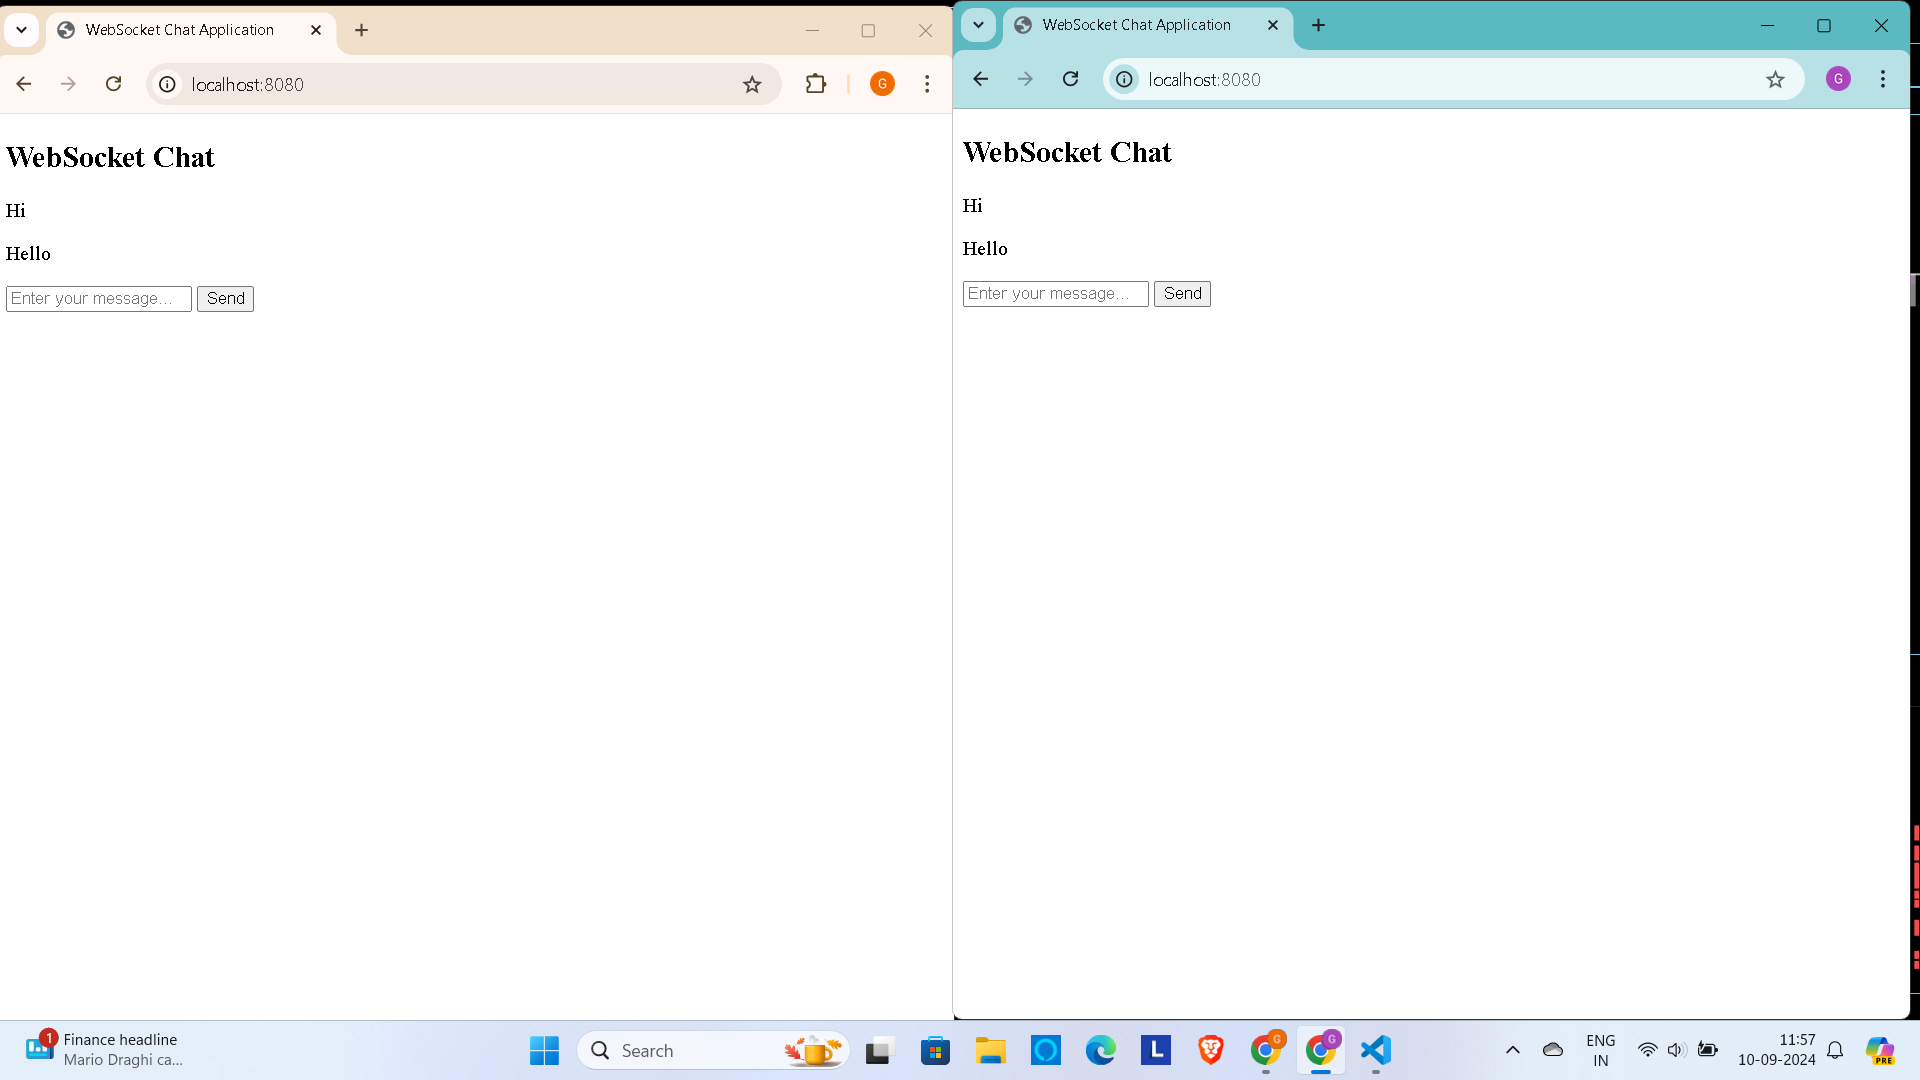 WebSocket Chat Application
localhost:8080
G
WebSocket Chat
Hi
Hello
Enter your message...
Send
WebSocket Chat Application
localhost:8080
G
WebSocket Chat
Hi
Hello
Enter your message...
Send
1
Finance headline
Mario Draghi ca...
Search
L
G
G
ENG
IN
11:57
10-09-2024
PRE